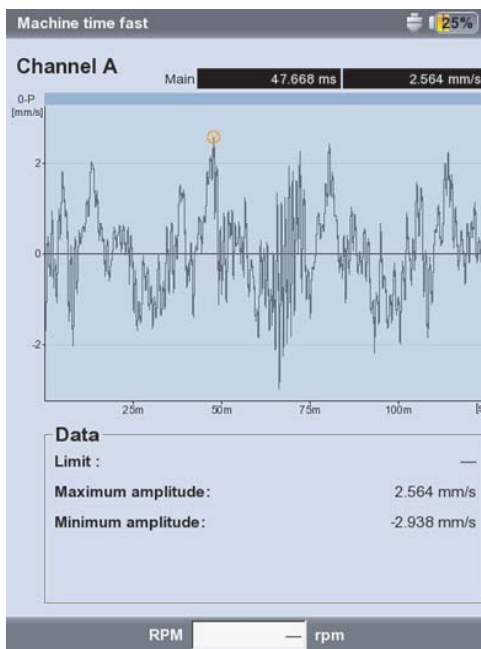 Machine time fast
25%
Channel A
Main 47.668 ms 2.564 mm/s
0-P
[mm/s]
2
0
-2
25m 50m 75m 100m
Data
Limit : —
Maximum amplitude: 2.564 mm/s
Minimum amplitude: -2.938 mm/s
RPM — rpm